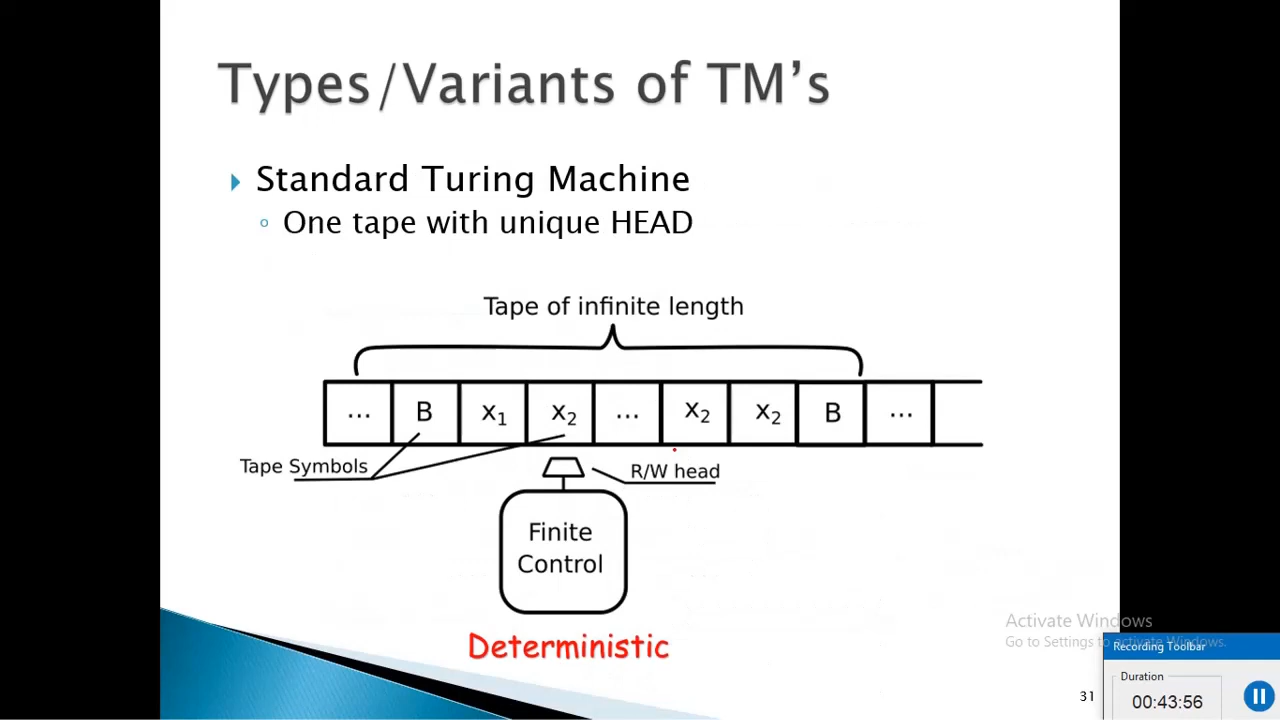 Types/Variants of TM's
Standard Turing Machine
One tape with unique HEAD
Tape of infinite length
... B x₁ x₂ ... x₂ x₂ B ...
Tape Symbols
R/W head
Finite
Control
Deterministic
Activate Windows
Go to Settings to activate Windows.
Recording Toolbar
Duration
31
00:43:56